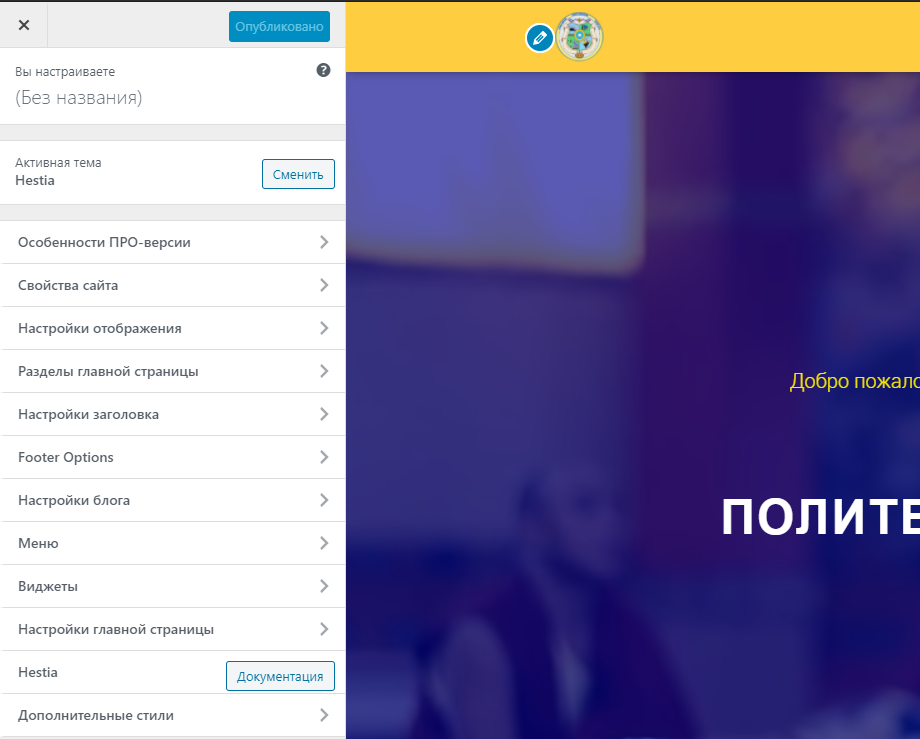 Опубликовано
Вы настраиваете
(Без названия)
Активная тема
Hestia
Сменить
Особенности ПРО-версии
Свойства сайта
Настройки отображения
Разделы главной страницы
Настройки заголовка
Footer Options
Настройки блога
Меню
Виджеты
Настройки главной страницы
Hestia
Документация
Дополнительные стили
Добро пожало
ПОЛИТЕ